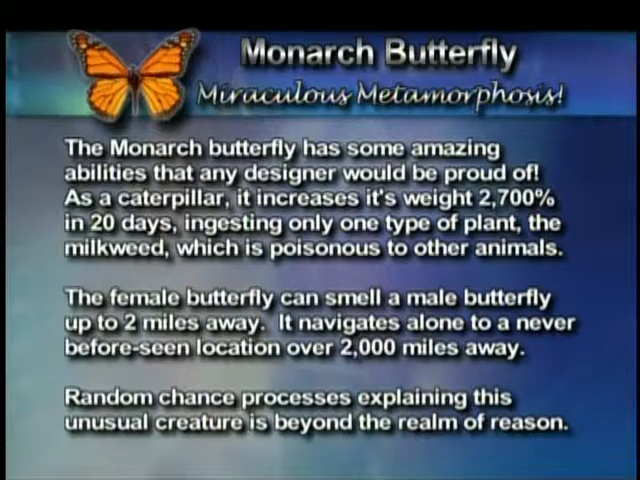 Monarch Butterfly
Miraculous Metamorphosis!
The Monarch butterfly has some amazing
abilities that any designer would be proud of!
As a caterpillar, it increases it's weight 2,700%
in 20 days, ingesting only one type of plant, the
milkweed, which is poisonous to other animals.
The female butterfly can smell a male butterfly
up to 2 miles away. It navigates alone to a never
before-seen location over 2,000 miles away.
Random chance processes explaining this
unusual creature is beyond the realm of reason.